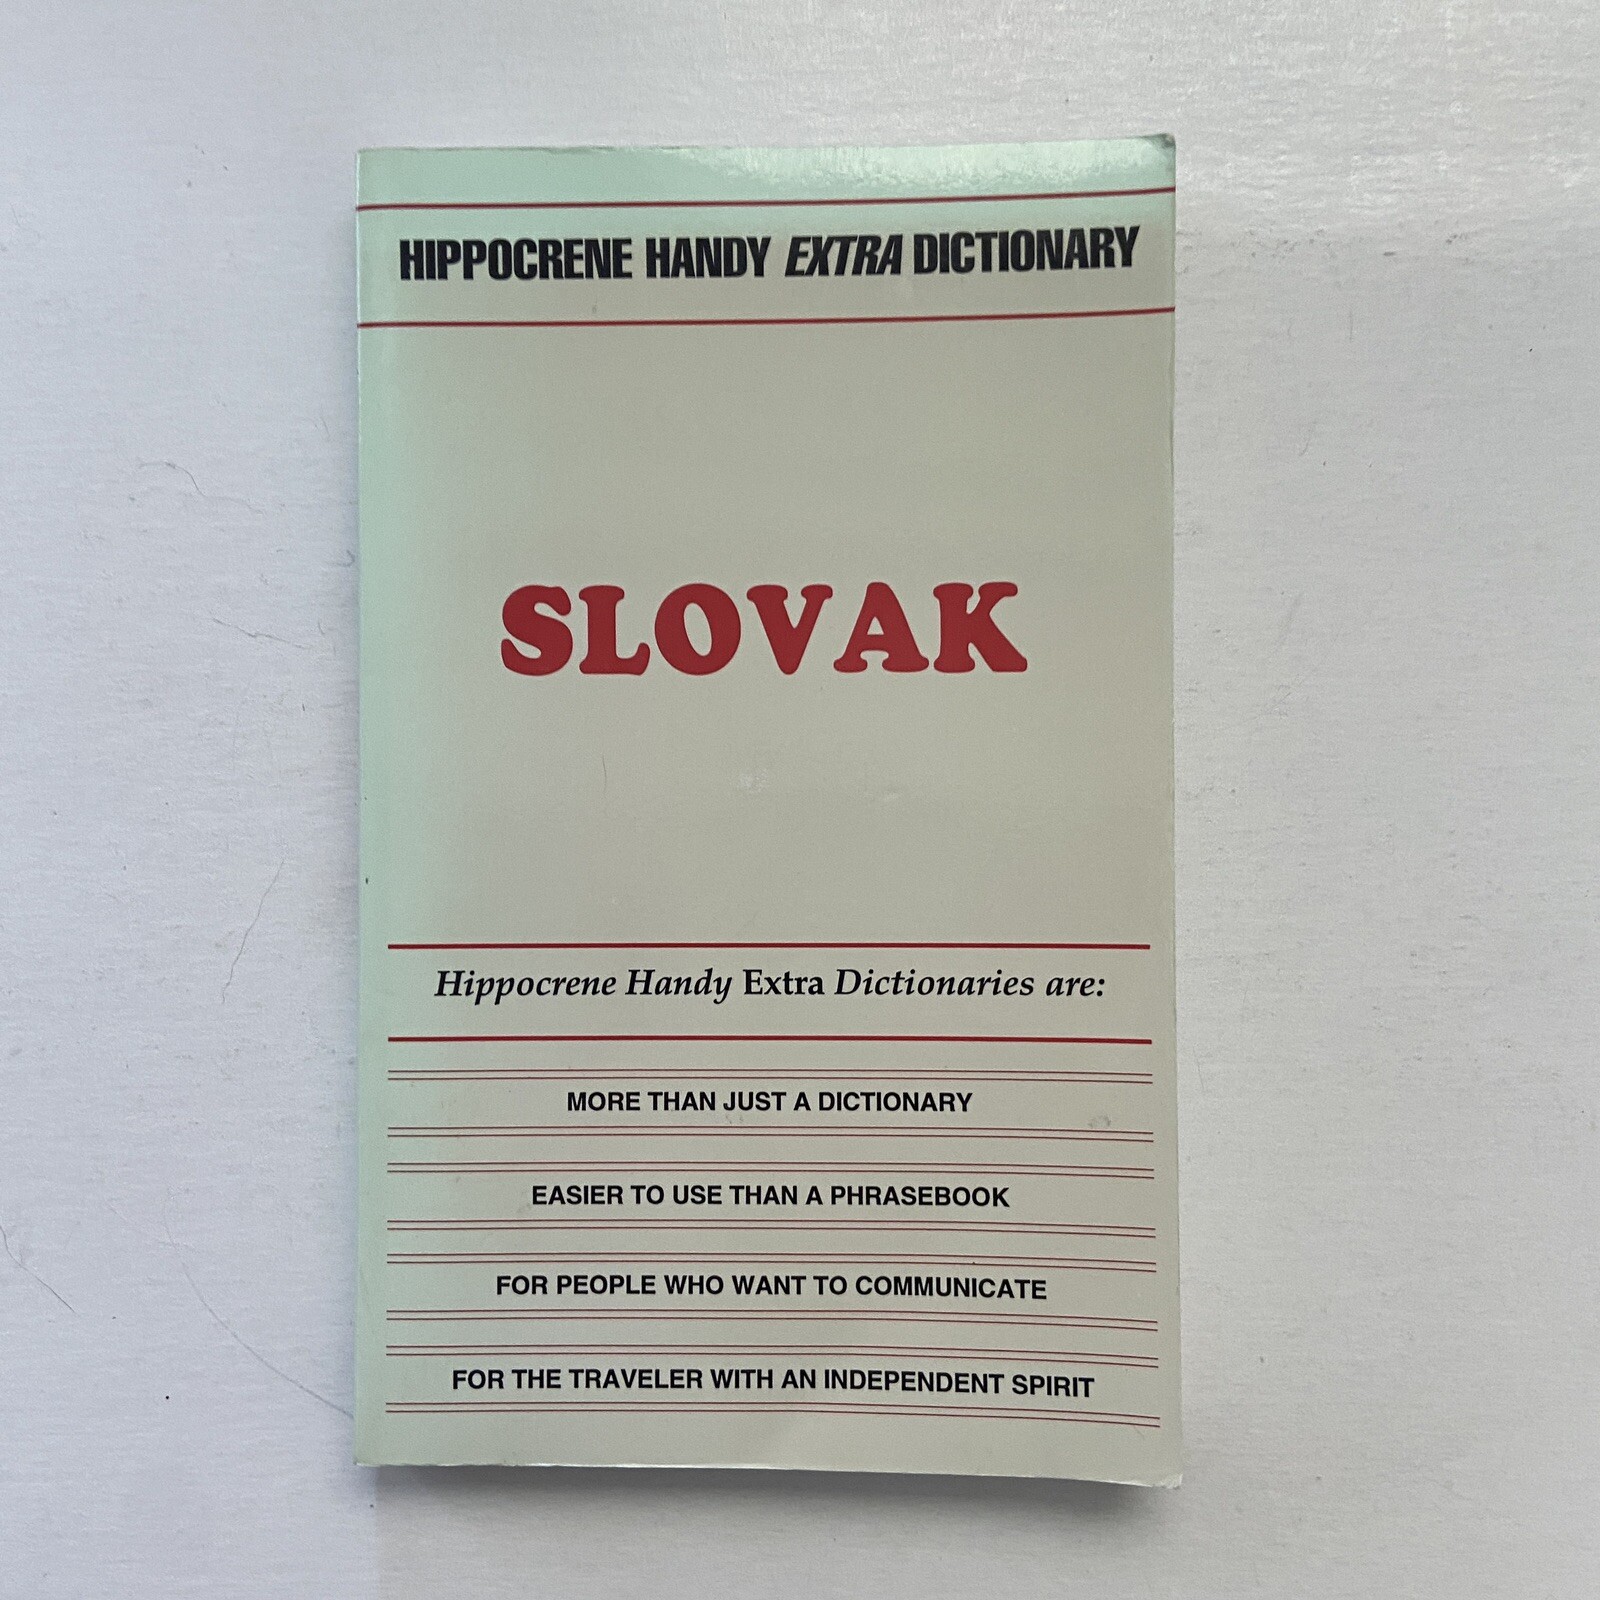 HIPPOCRENE HANDY EXTRA DICTIONARY
SLOVAK
Hippocrene Handy Extra Dictionaries are:
MORE THAN JUST A DICTIONARY
EASIER TO USE THAN A PHRASEBOOK
FOR PEOPLE WHO WANT TO COMMUNICATE
FOR THE TRAVELER WITH AN INDEPENDENT SPIRIT